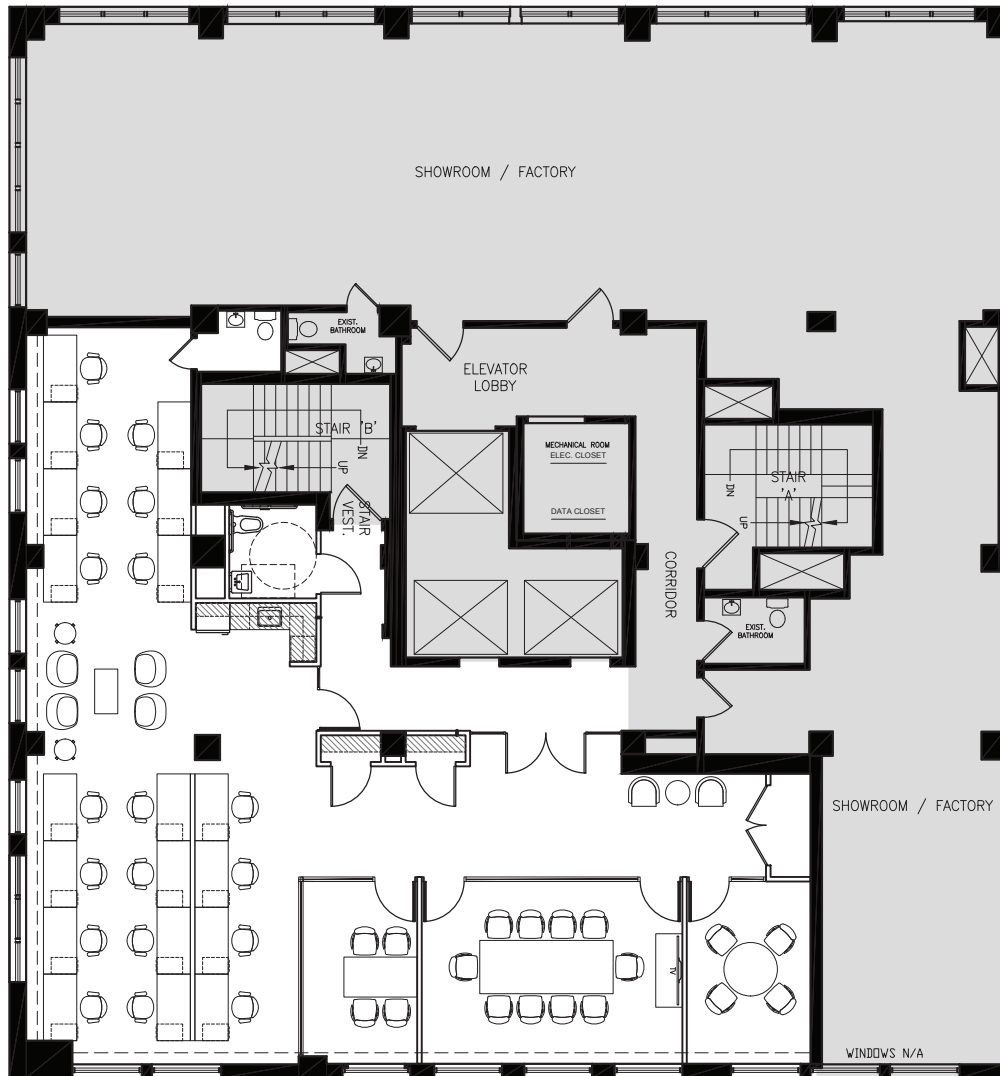 SHOWROOM / FACTORY
EXIST.
BATHROOM
ELEVATOR
LOBBY
STAIR 'B'
DN
UP
MECHANICAL ROOM
ELEC. CLOSET
DATA CLOSET
STAIR
'A'
DN
UP
STAIR
VEST.
CORRIDOR
EXIST.
BATHROOM
SHOWROOM / FACTORY
TV
WINDOWS N/A